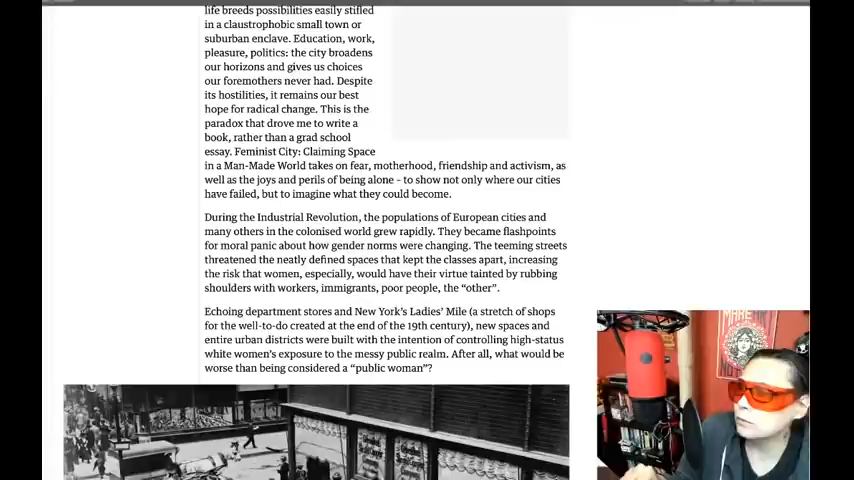 life breeds possibilities easily stifled
in a claustrophobic small town or
suburban enclave. Education, work,
pleasure, politics: the city broadens
our horizons and gives us choices
our foremothers never had. Despite
its hostilities, it remains our best
hope for radical change. This is the
paradox that drove me to write a
book, rather than a grad school
essay. Feminist City: Claiming Space
in a Man-Made World takes on fear, motherhood, friendship and activism, as
well as the joys and perils of being alone – to show not only where our cities
have failed, but to imagine what they could become.
During the Industrial Revolution, the populations of European cities and
many others in the colonised world grew rapidly. They became flashpoints
for moral panic about how gender norms were changing. The teeming streets
threatened the neatly defined spaces that kept the classes apart, increasing
the risk that women, especially, would have their virtue tainted by rubbing
shoulders with workers, immigrants, poor people, the “other”.
Echoing department stores and New York’s Ladies’ Mile (a stretch of shops
for the well-to-do created at the end of the 19th century), new spaces and
entire urban districts were built with the intention of controlling high-status
white women’s exposure to the messy public realm. After all, what would be
worse than being considered a “public woman”?
MAKE